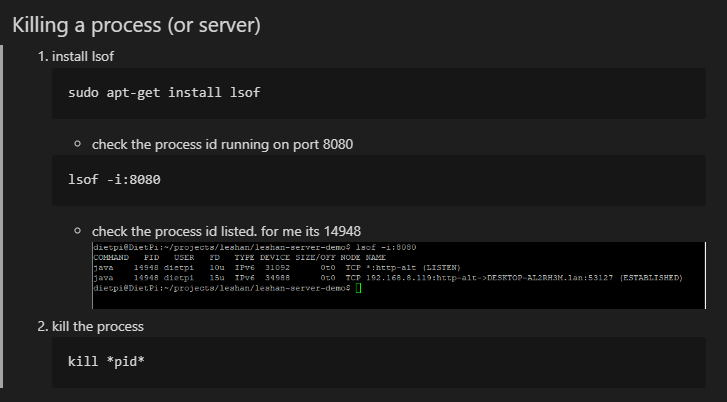 Killing a process (or server)
1. install lsof
sudo apt-get install lsof
check the process id running on port 8080
lsof -i:8080
check the process id listed. for me its 14948
dietpi@DietPi:~/projects/leshan/leshan-server-demo$ lsof -i:8080
COMMAND PID USER FD TYPE DEVICE SIZE/OFF NODE NAME
java 14948 dietpi 10u IPv6 31092 0t0 TCP *:http-alt (LISTEN)
java 14948 dietpi 15u IPv6 34988 0t0 TCP 192.168.8.119:http-alt->DESKTOP-AL2RH3M.lan:53127 (ESTABLISHED)
dietpi@DietPi:~/projects/leshan/leshan-server-demo$
2. kill the process
kill *pid*